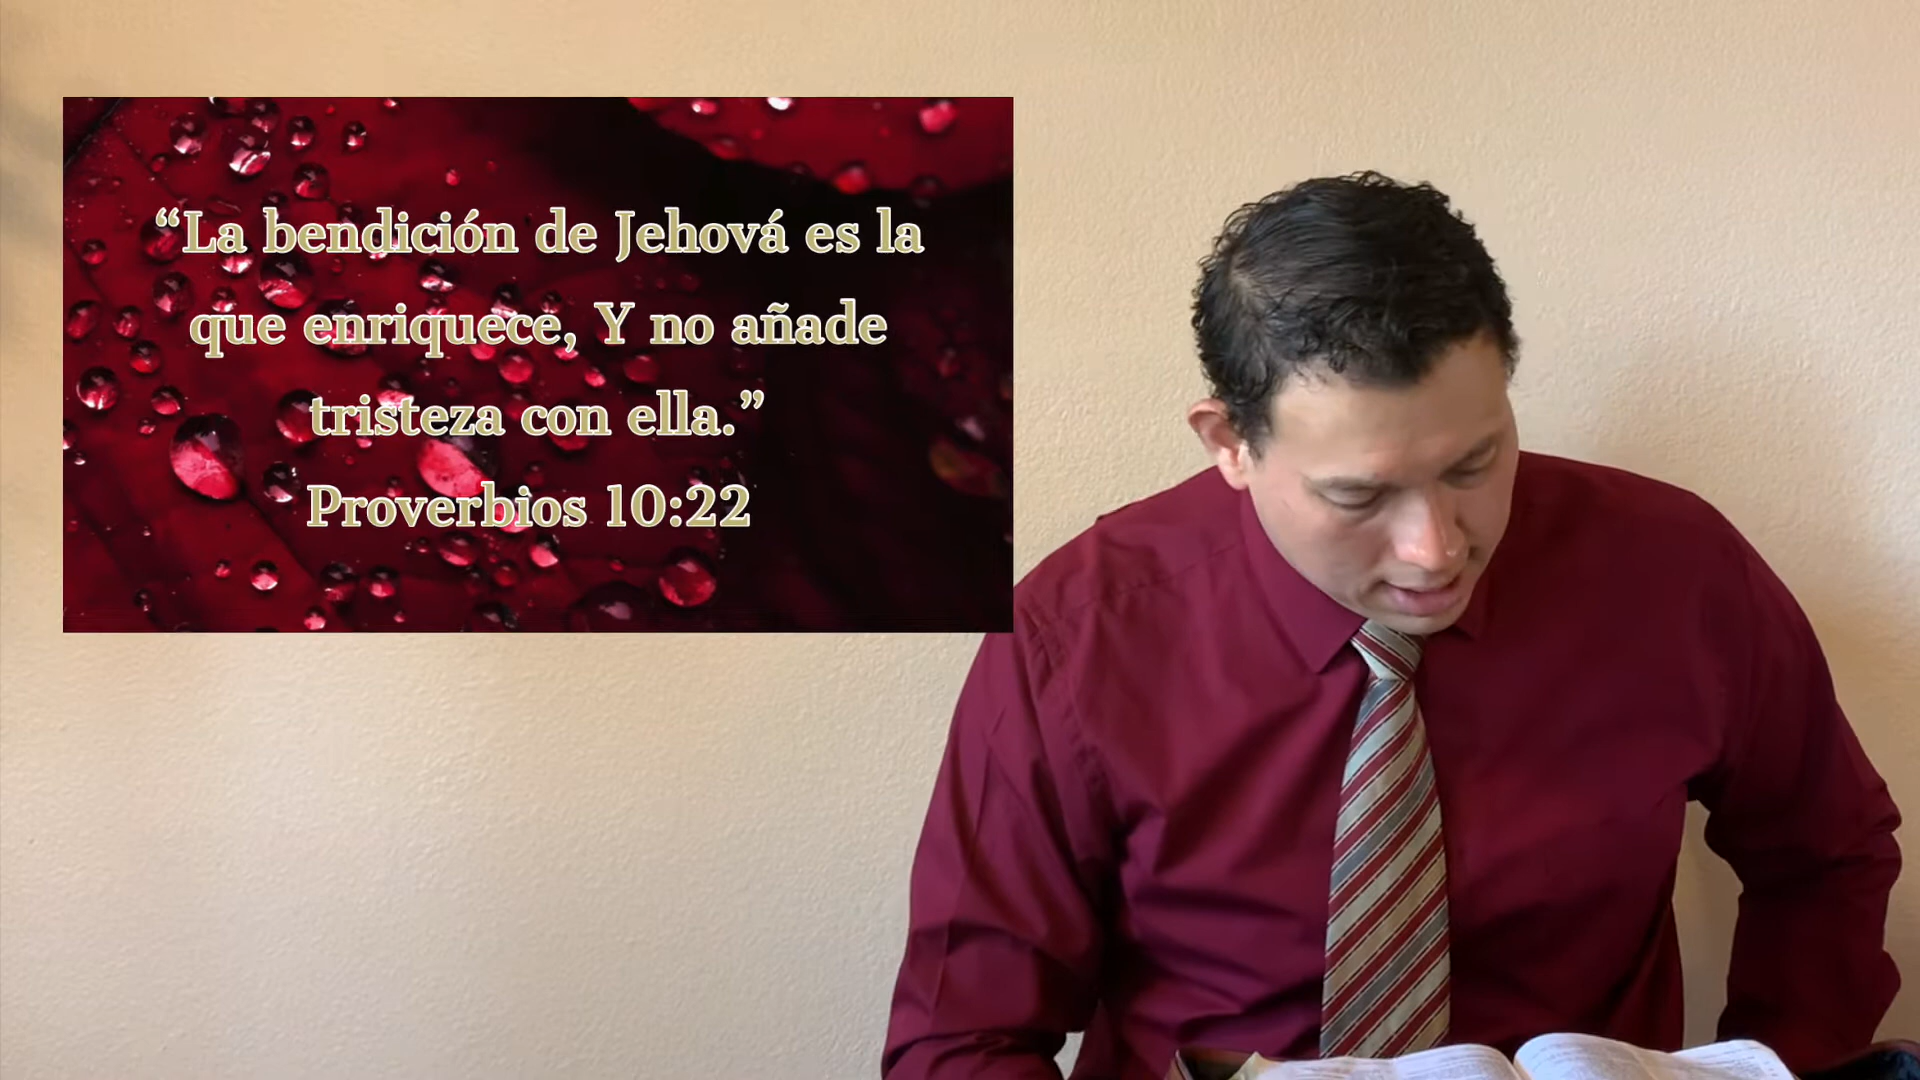 “La bendición de Jehová es la
que enriquece, Y no añade
tristeza con ella.”
Proverbios 10:22